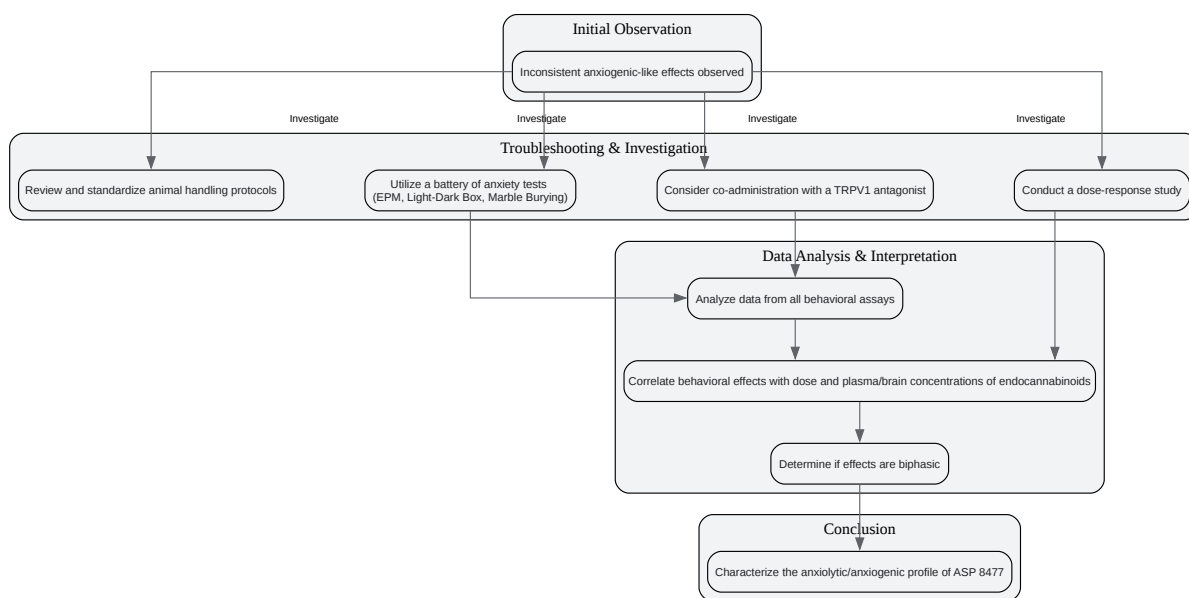 Initial Observation
Inconsistent anxiogenic-like effects observed
Investigate
Investigate
Investigate
Investigate
Troubleshooting & Investigation
Review and standardize animal handling protocols
Utilize a battery of anxiety tests
(EPM, Light-Dark Box, Marble Burying)
Consider co-administration with a TRPV1 antagonist
Conduct a dose-response study
Data Analysis & Interpretation
Analyze data from all behavioral assays
Correlate behavioral effects with dose and plasma/brain concentrations of endocannabinoids
Determine if effects are biphasic
Conclusion
Characterize the anxiolytic/anxiogenic profile of ASP 8477